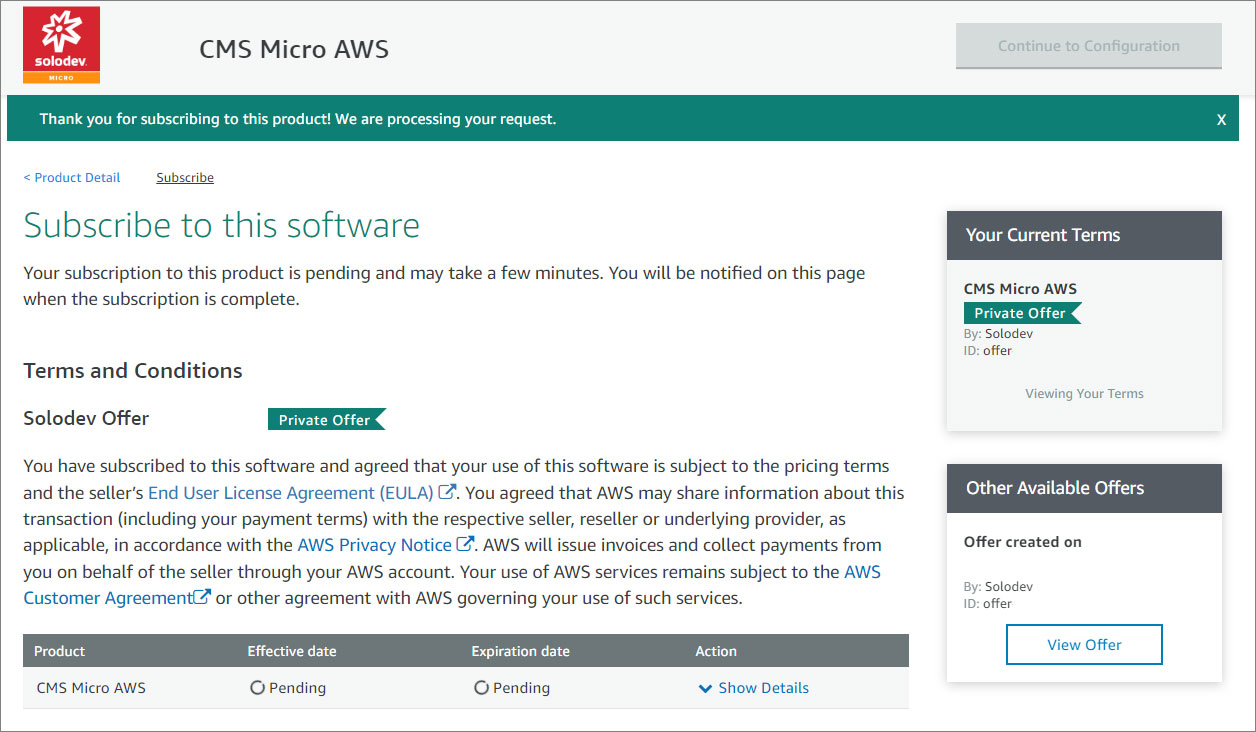 solodev
MICRO
CMS Micro AWS
Continue to Configuration
Thank you for subscribing to this product! We are processing your request.
X
< Product Detail
Subscribe
Subscribe to this software
Your subscription to this product is pending and may take a few minutes. You will be notified on this page
when the subscription is complete.
Terms and Conditions
Solodev Offer
Private Offer
You have subscribed to this software and agreed that your use of this software is subject to the pricing terms
and the seller's End User License Agreement (EULA). You agreed that AWS may share information about this
transaction (including your payment terms) with the respective seller, reseller or underlying provider, as
applicable, in accordance with the AWS Privacy Notice. AWS will issue invoices and collect payments from
you on behalf of the seller through your AWS account. Your use of AWS services remains subject to the AWS
Customer Agreement or other agreement with AWS governing your use of such services.
Product Effective date Expiration date Action
CMS Micro AWS Pending Pending Show Details
Your Current Terms
CMS Micro AWS
Private Offer
By: Solodev
ID: offer
Viewing Your Terms
Other Available Offers
Offer created on
By: Solodev
ID: offer
View Offer